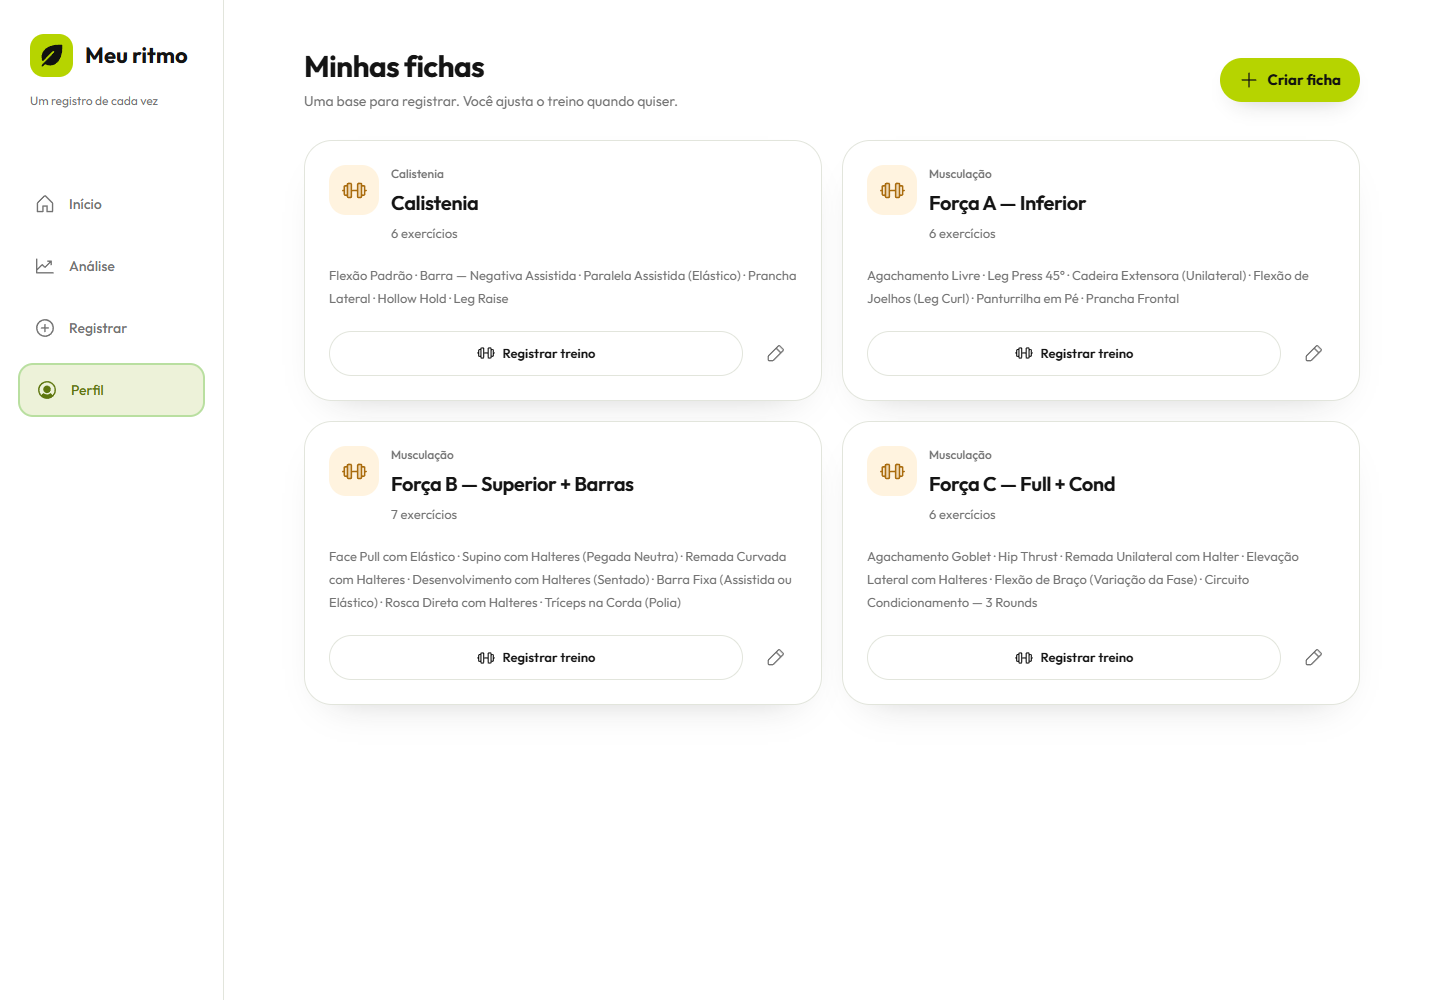 Meu ritmo
Um registro de cada vez
Início
Análise
Registrar
Perfil
Minhas fichas
Uma base para registrar. Você ajusta o treino quando quiser.
Criar ficha
Calistenia
Calistenia
6 exercícios
Flexão Padrão · Barra — Negativa Assistida · Paralela Assistida (Elástico) · Prancha
Lateral · Hollow Hold · Leg Raise
Registrar treino
Musculação
Força A — Inferior
6 exercícios
Agachamento Livre · Leg Press 45° · Cadeira Extensora (Unilateral) · Flexão de
Joelhos (Leg Curl) · Panturrilha em Pé · Prancha Frontal
Registrar treino
Musculação
Força B — Superior + Barras
7 exercícios
Face Pull com Elástico · Supino com Halteres (Pegada Neutra) · Remada Curvada
com Halteres · Desenvolvimento com Halteres (Sentado) · Barra Fixa (Assistida ou
Elástico) · Rosca Direta com Halteres · Tríceps na Corda (Polia)
Registrar treino
Musculação
Força C — Full + Cond
6 exercícios
Agachamento Goblet · Hip Thrust · Remada Unilateral com Halter · Elevação
Lateral com Halteres · Flexão de Braço (Variação da Fase) · Circuito
Condicionamento — 3 Rounds
Registrar treino